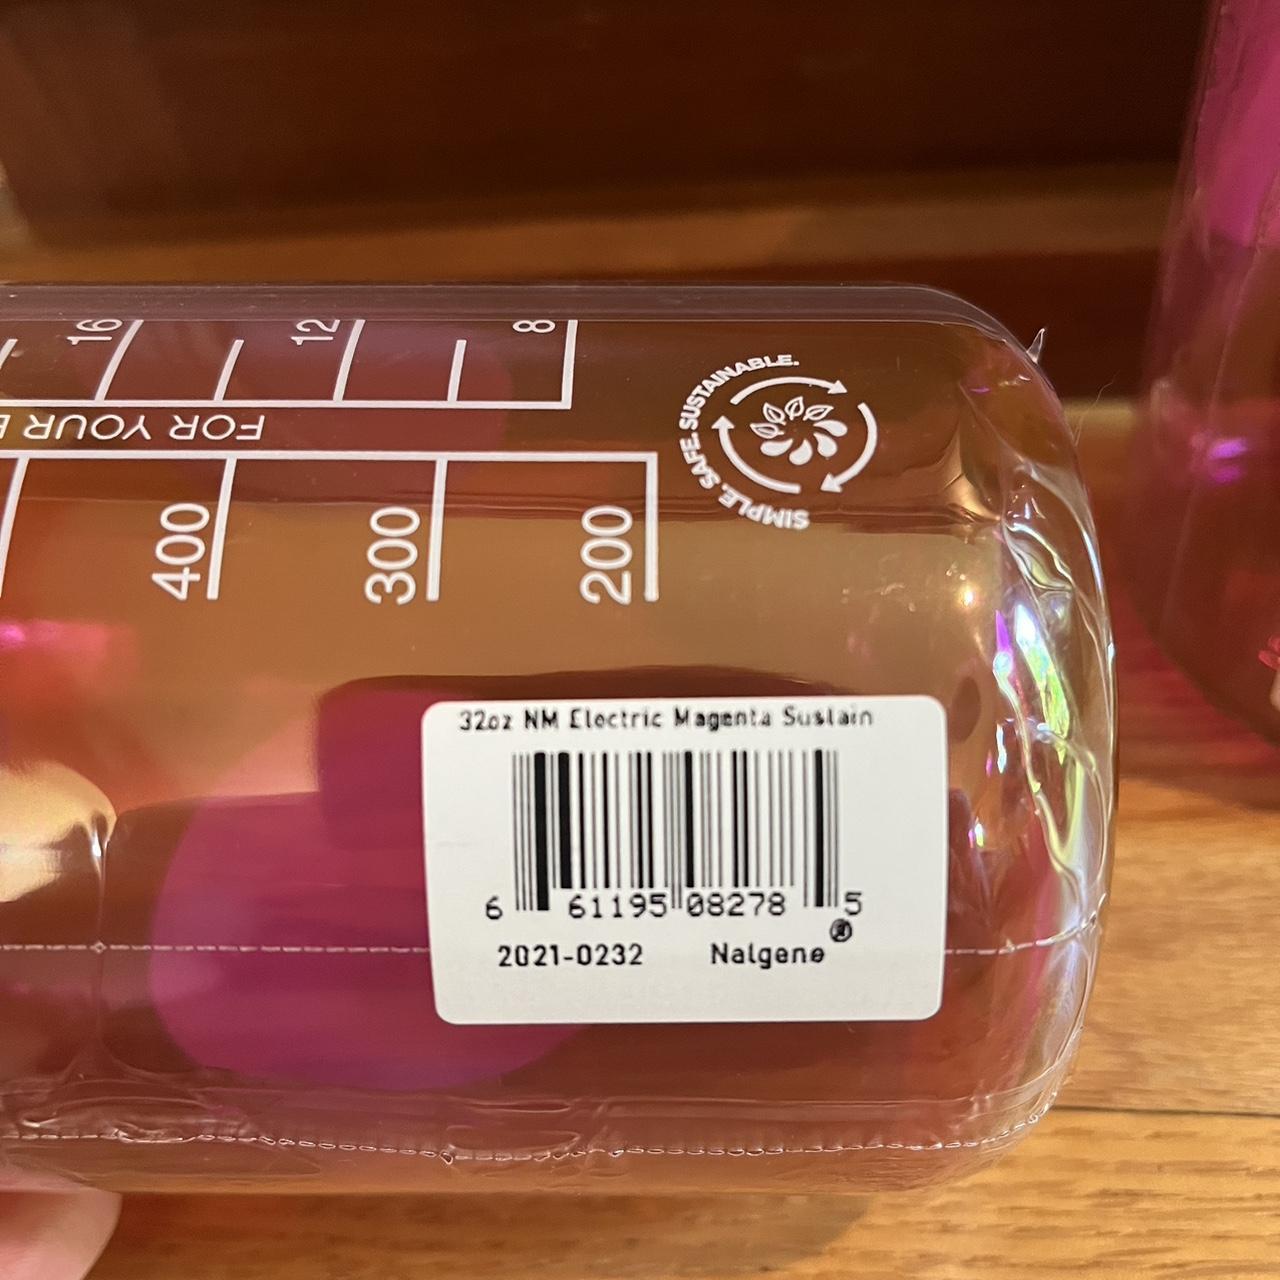 16
12
8
FOR YOUR
400
300
200
SIMPLE. SAFE. SUSTAINABLE.
32oz NM Electric Magenta Sustain
6 61195 08278 5
2021-0232 Nalgene®